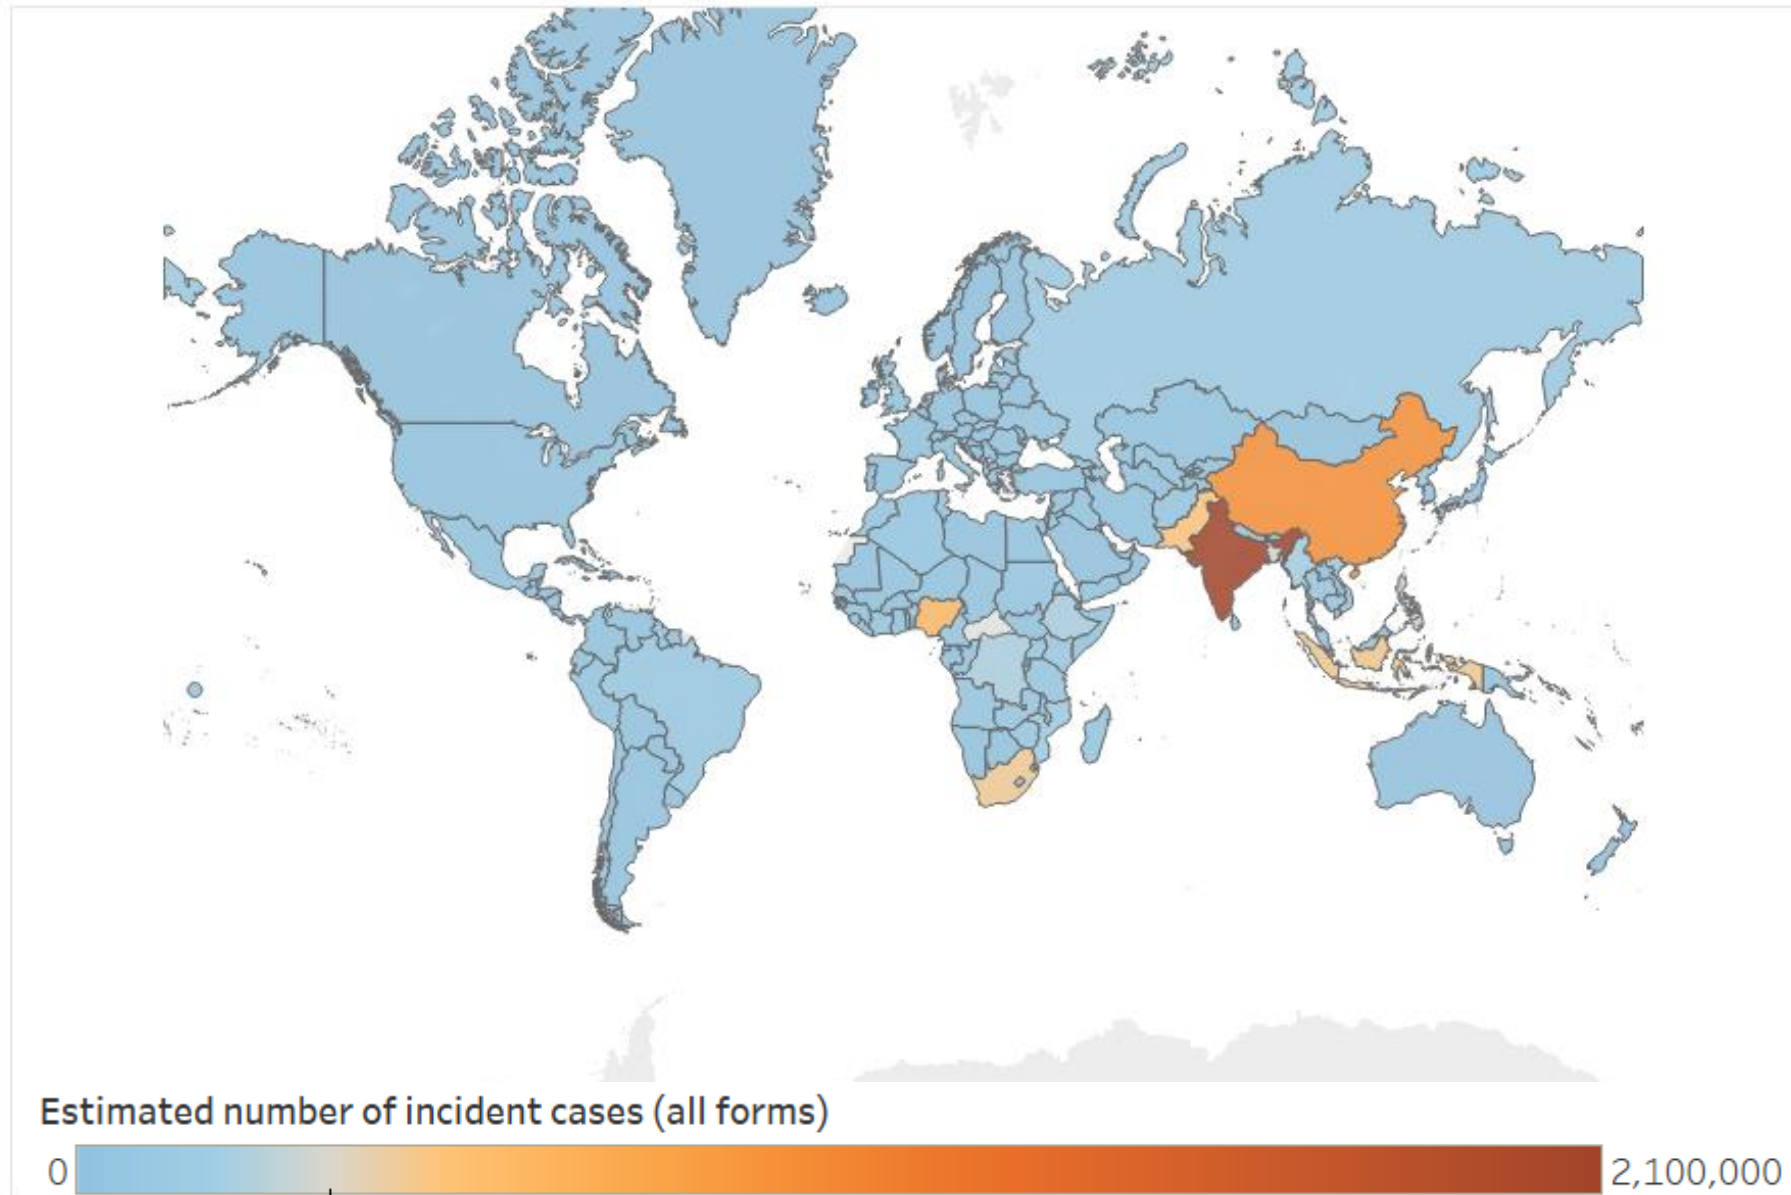 Estimated number of incident cases (all forms)
0 2,100,000